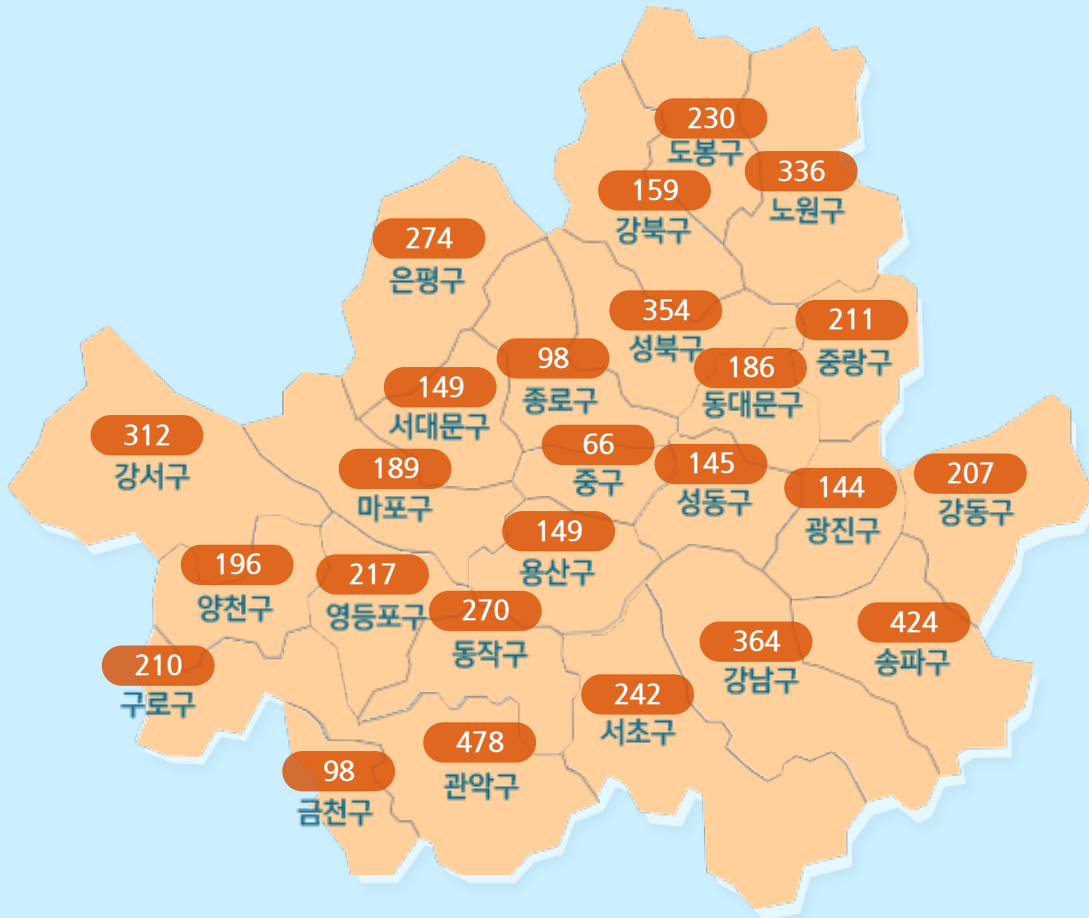 230
도봉구
336
노원구
159
강북구
274
은평구
354
성북구
211
중랑구
98
종로구
186
동대문구
149
서대문구
312
강서구
66
중구
189
마포구
145
성동구
144
광진구
207
강동구
149
용산구
196
양천구
217
영등포구
270
동작구
424
송파구
364
강남구
210
구로구
242
서초구
478
관악구
98
금천구